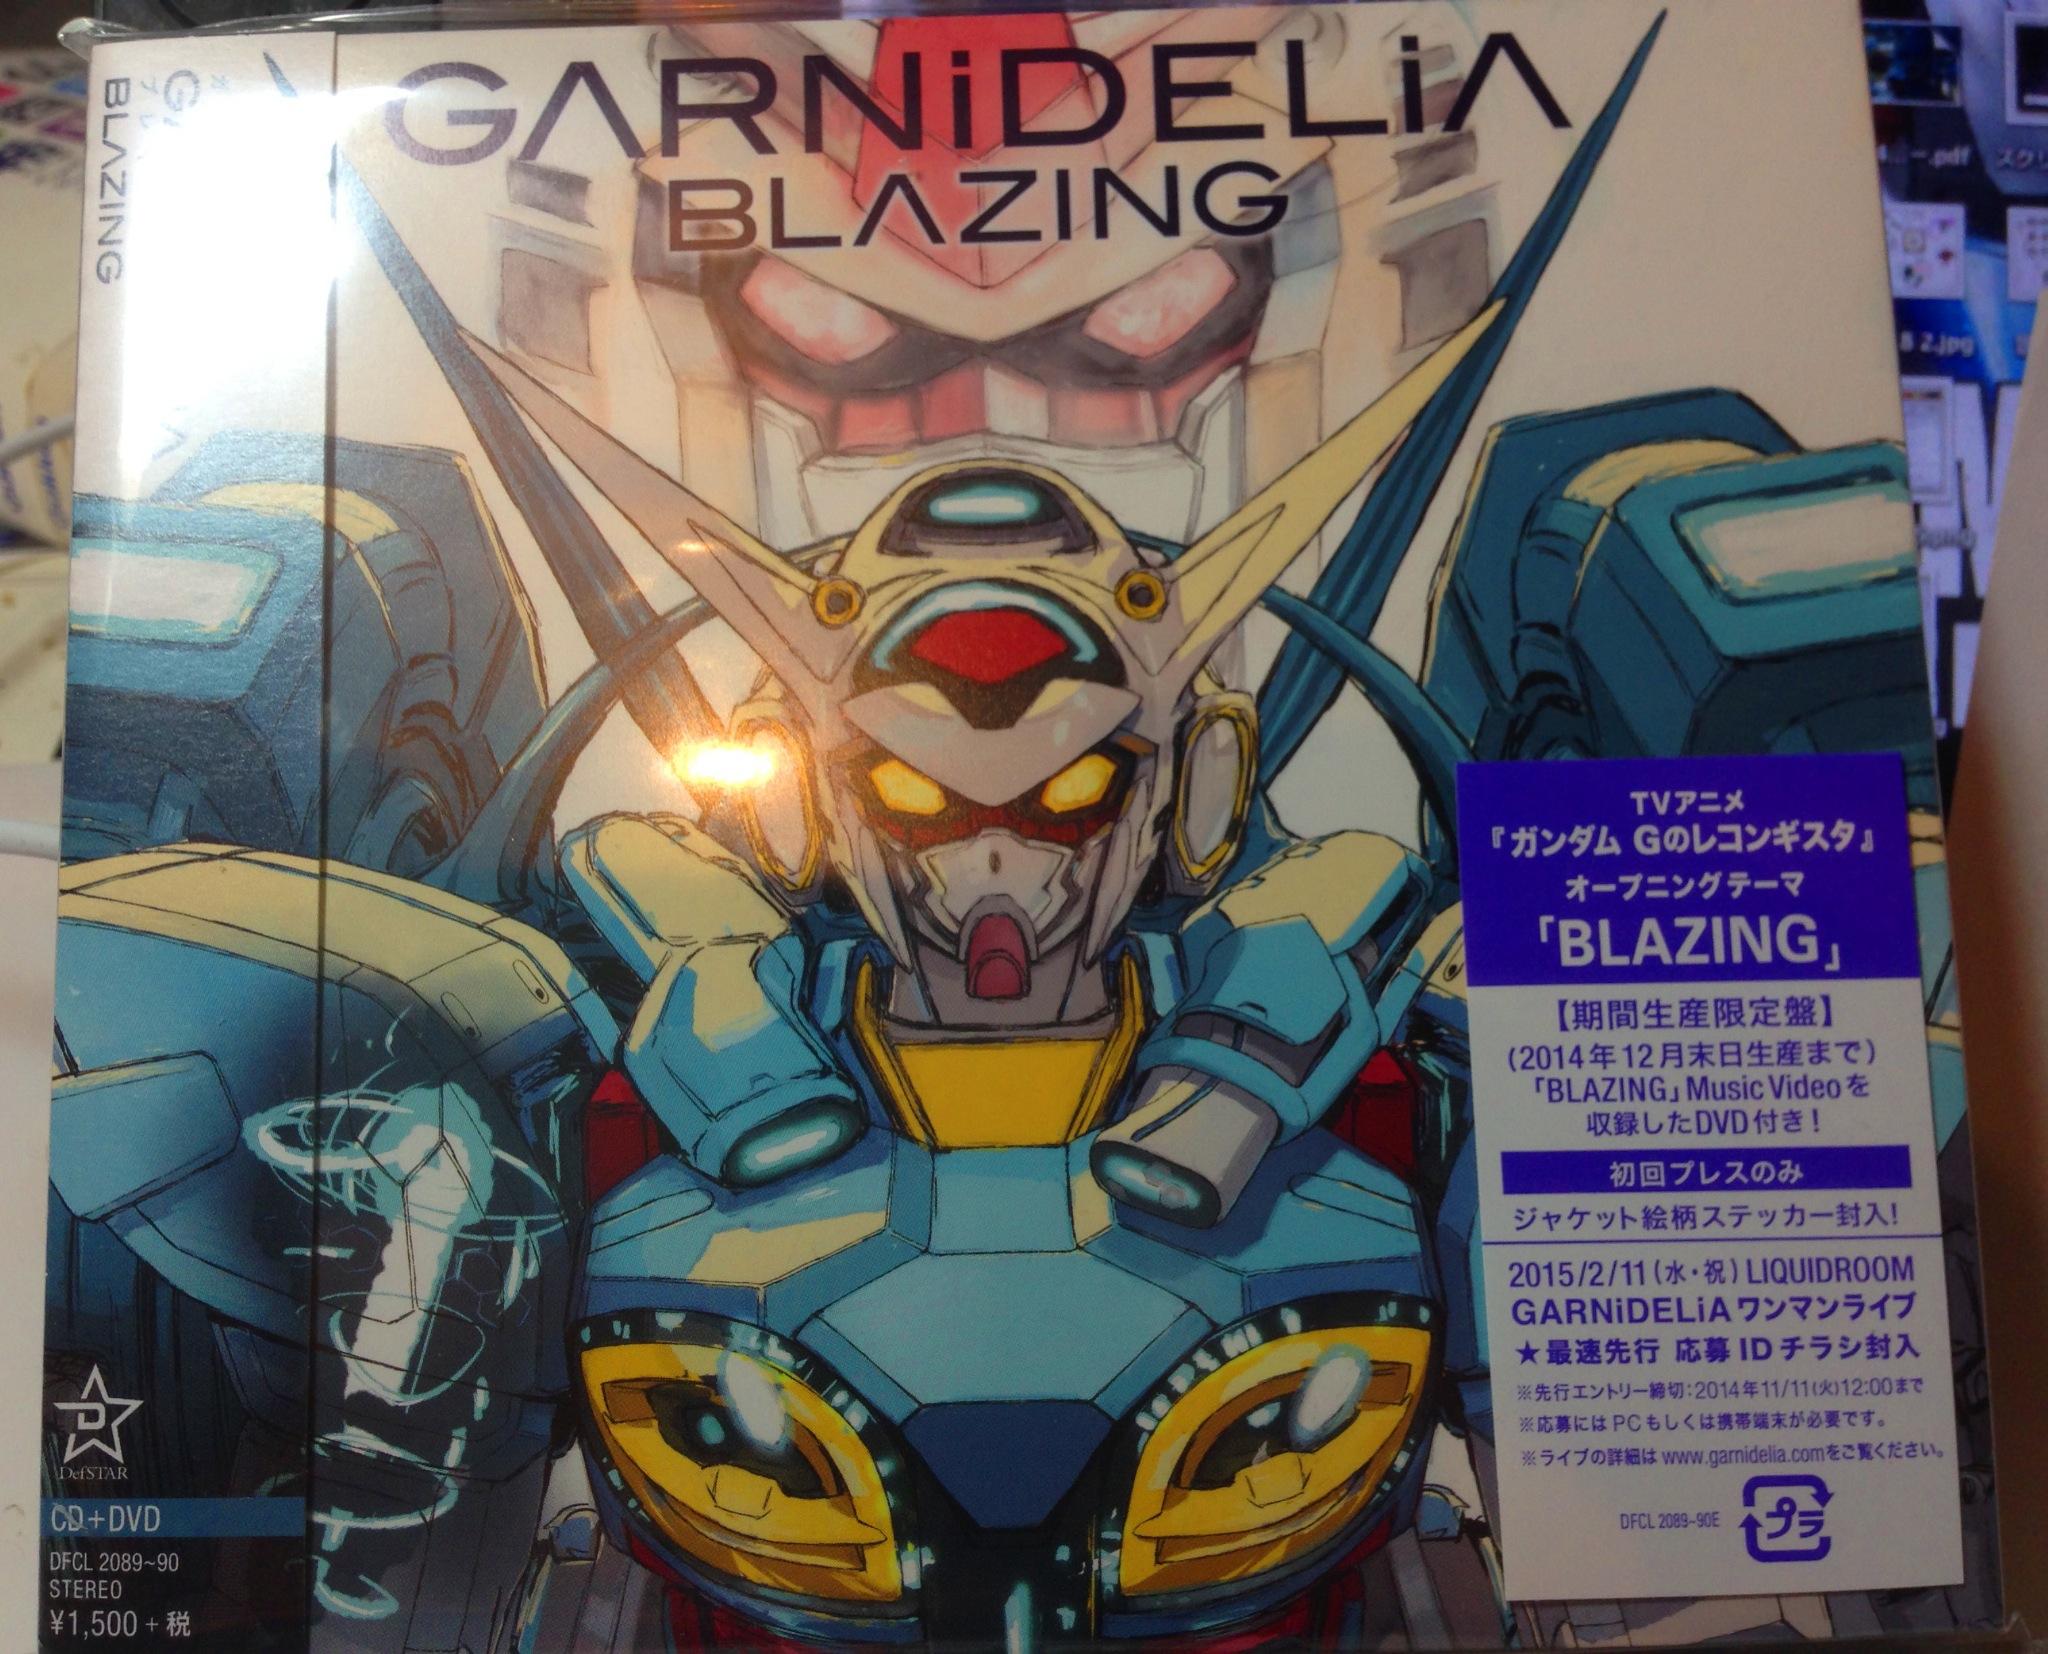 GARNiDELiA
BLAZING
BLAZING
DefSTAR
CD+DVD
DFCL 2089~90
STEREO
¥1,500+税
TVアニメ
『ガンダム Gのレコンギスタ』
オープニングテーマ
「BLAZING」
【期間生産限定盤】
(2014年12月末日生産まで)
「BLAZING」Music Videoを
収録したDVD付き!
初回プレスのみ
ジャケット絵柄ステッカー封入!
2015/2/11(水・祝) LIQUIDROOM
GARNiDELiAワンマンライブ
★最速先行 応募IDチラシ封入
※先行エントリー締切:2014年11/11(火)12:00まで
※応募にはPCもしくは携帯端末が必要です。
※ライブの詳細は www.garnidelia.comをご覧ください。
DFCL 2089~90E
プラ
.pdf
2.jpg